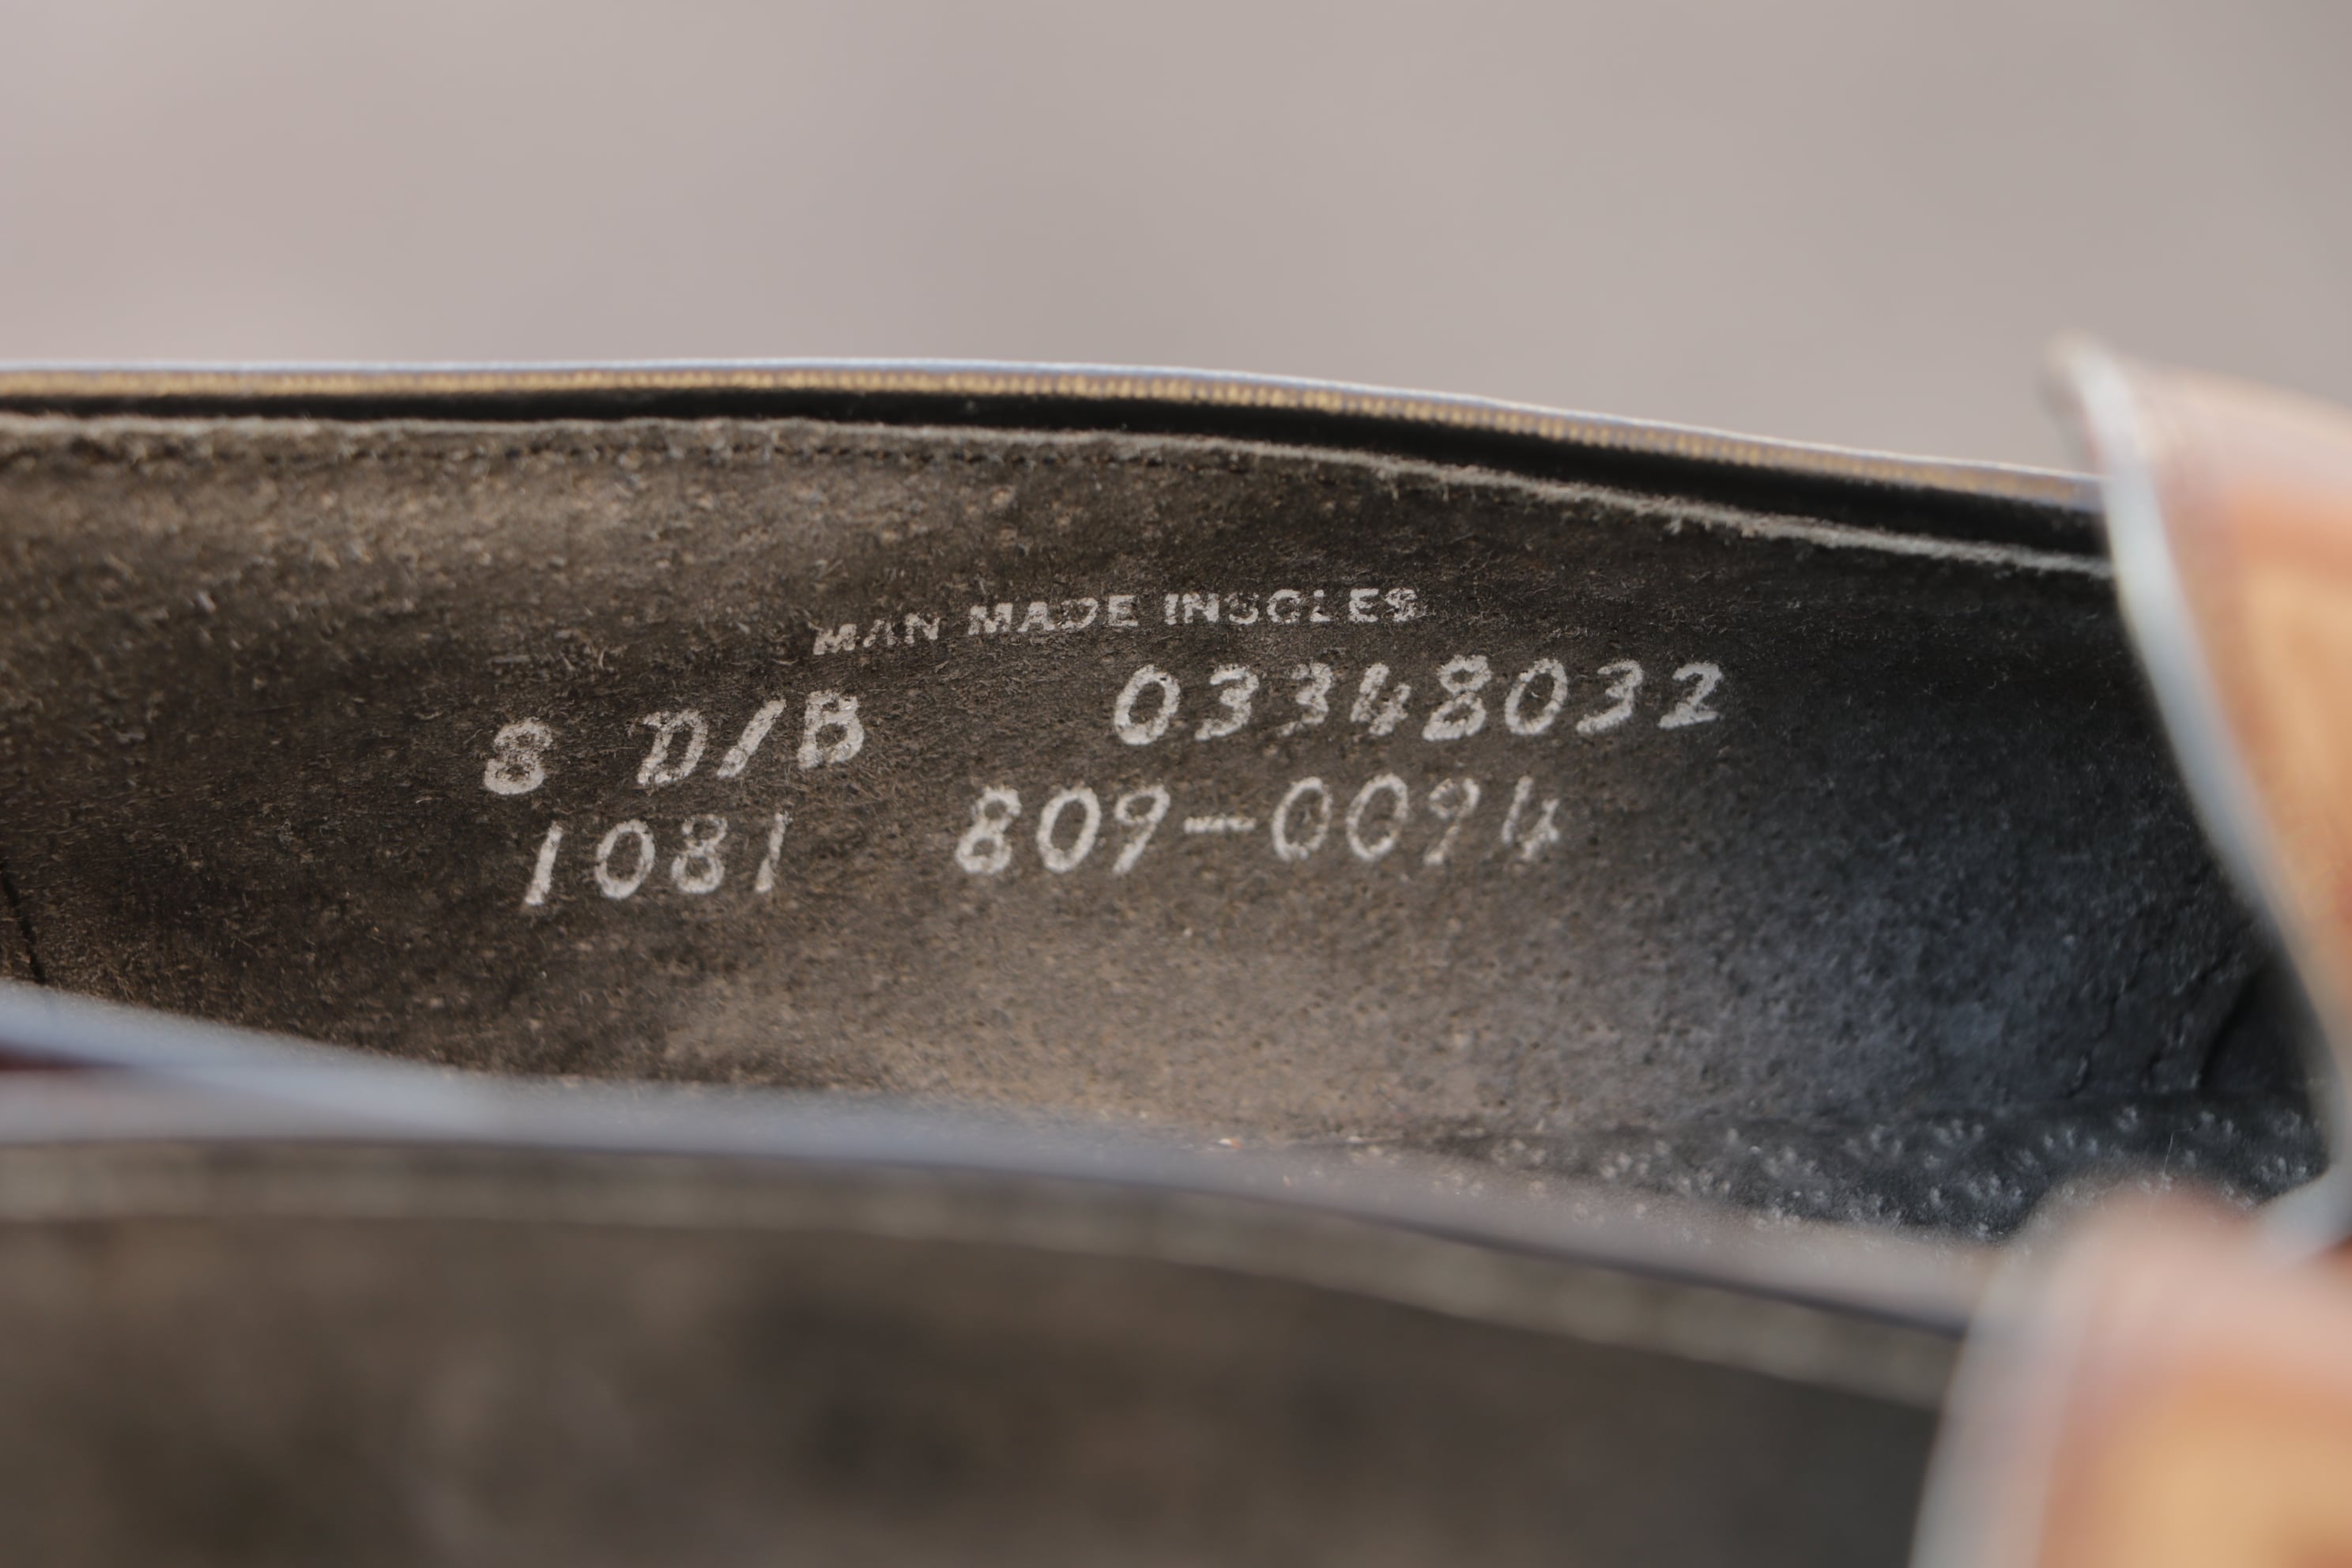 MAN MADE INSOLES
8 D/B 03348032
1081 809-0094